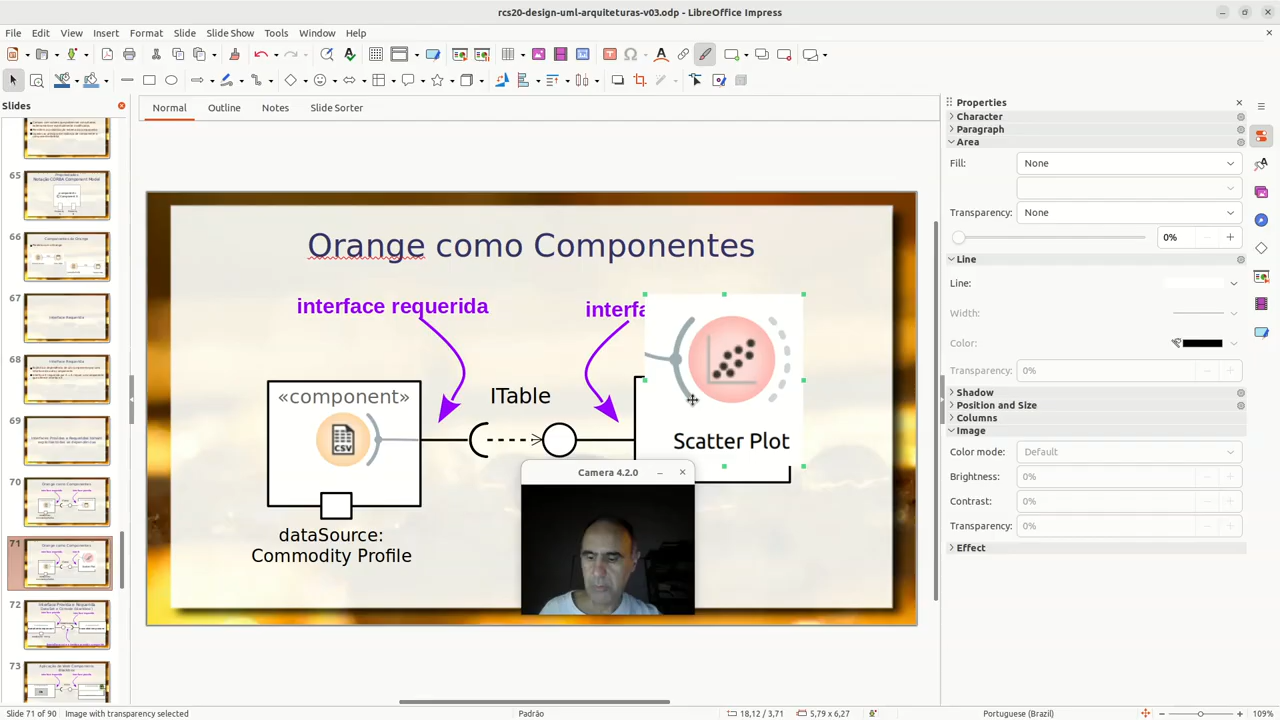 rcs20-design-uml-arquiteturas-v03.odp - LibreOffice Impress
File Edit View Insert Format Slide Slide Show Tools Window Help
Slides
Normal Outline Notes Slide Sorter
Properties
Character
Paragraph
Area
Fill: None
Transparency: None
0%
Line
Line:
Width:
Color:
Transparency: 0%
Shadow
Position and Size
Columns
Image
Color mode: Default
Brightness: 0%
Contrast: 0%
Transparency: 0%
Effect
65
66
67
68
69
70
71
72
73
Orange como Componentes
interface requerida
interfa
«component»
CSV
ITable
Scatter Plot
dataSource:
Commodity Profile
Camera 4.2.0
Slide 71 of 90 Image with transparency selected Padrão 18,12 / 3,71 5,79 x 6,27 Portuguese (Brazil) 109%